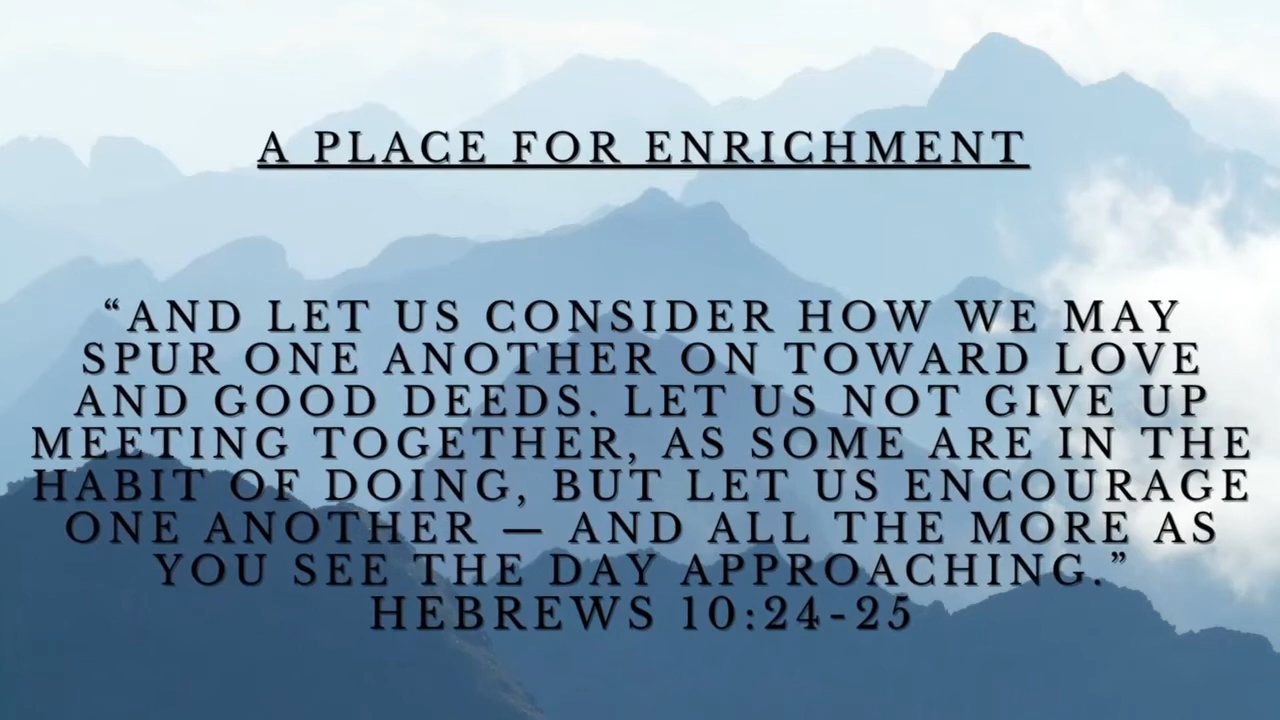 A PLACE FOR ENRICHMENT
“AND LET US CONSIDER HOW WE MAY
SPUR ONE ANOTHER ON TOWARD LOVE
AND GOOD DEEDS. LET US NOT GIVE UP
MEETING TOGETHER, AS SOME ARE IN THE
HABIT OF DOING, BUT LET US ENCOURAGE
ONE ANOTHER — AND ALL THE MORE AS
YOU SEE THE DAY APPROACHING.”
HEBREWS 10:24-25